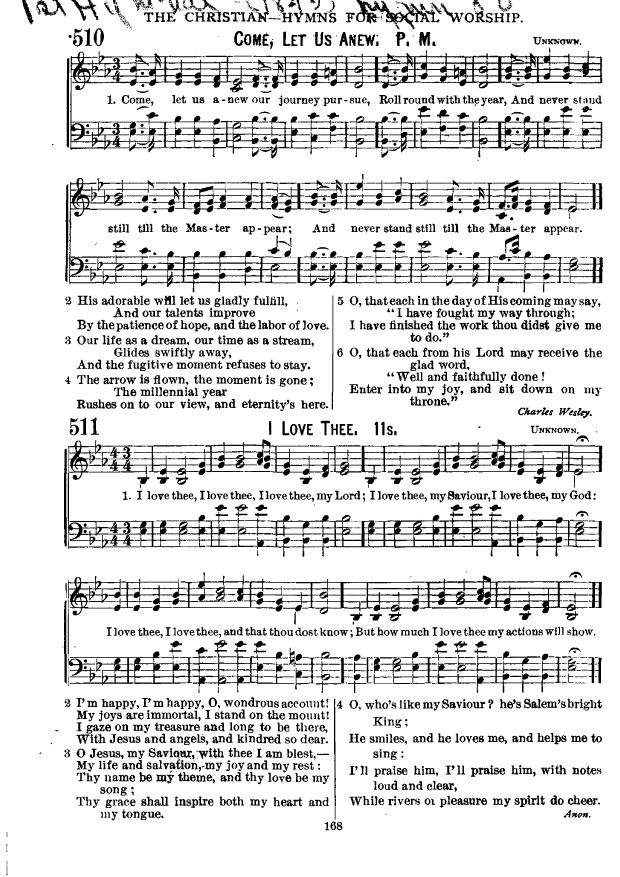 THE CHRISTIAN—HYMNS FOR SOCIAL WORSHIP.
510 COME, LET US ANEW. P. M. UNKNOWN.
1. Come, let us a-new our journey pur-sue, Roll round with the year, And never stand
still till the Mas-ter ap-pear; And never stand still till the Mas-ter appear.
2 His adorable will let us gladly fulfill,
And our talents improve
By the patience of hope, and the labor of love.
3 Our life as a dream, our time as a stream,
Glides swiftly away,
And the fugitive moment refuses to stay.
4 The arrow is flown, the moment is gone;
The millennial year
Rushes on to our view, and eternity's here.
5 O, that each in the day of His coming may say,
"I have fought my way through;
I have finished the work thou didst give me
to do."
6 O, that each from his Lord may receive the
glad word,
"Well and faithfully done!
Enter into my joy, and sit down on my
throne."
Charles Wesley.
511 I LOVE THEE. 11s. UNKNOWN.
1. I love thee, I love thee, I love thee, my Lord; I love thee, my Saviour, I love thee, my God:
I love thee, I love thee, and that thou dost know; But how much I love thee my actions will show.
2 I'm happy, I'm happy, O, wondrous account!
My joys are immortal, I stand on the mount!
I gaze on my treasure and long to be there,
With Jesus and angels, and kindred so dear.
3 O Jesus, my Saviour, with thee I am blest,—
My life and salvation, my joy and my rest:
Thy name be my theme, and thy love be my
song;
Thy grace shall inspire both my heart and
my tongue.
4 O, who's like my Saviour? he's Salem's bright
King;
He smiles, and he loves me, and helps me to
sing:
I'll praise him, I'll praise him, with notes
loud and clear,
While rivers of pleasure my spirit do cheer.
Anon.
168